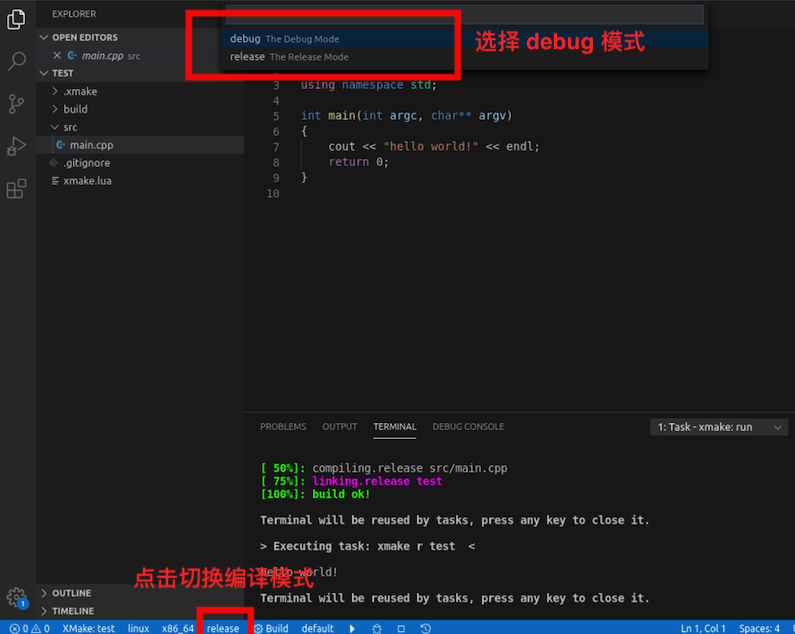 EXPLORER
OPEN EDITORS
main.cpp src
TEST
.xmake
build
src
main.cpp
.gitignore
xmake.lua
OUTLINE
TIMELINE
debug The Debug Mode
release The Release Mode
选择 debug 模式
3 using namespace std;
4
5 int main(int argc, char** argv)
6 {
7 cout << "hello world!" << endl;
8 return 0;
9 }
10
PROBLEMS OUTPUT TERMINAL DEBUG CONSOLE 1: Task - xmake: run
[ 50%]: compiling.release src/main.cpp
[ 75%]: linking.release test
[100%]: build ok!
Terminal will be reused by tasks, press any key to close it.
> Executing task: xmake r test <
hello world!
点击切换编译模式
Terminal will be reused by tasks, press any key to close it.
1
0 0 XMake: test linux x86_64 release Build default Ln 1, Col 1 Spaces: 4